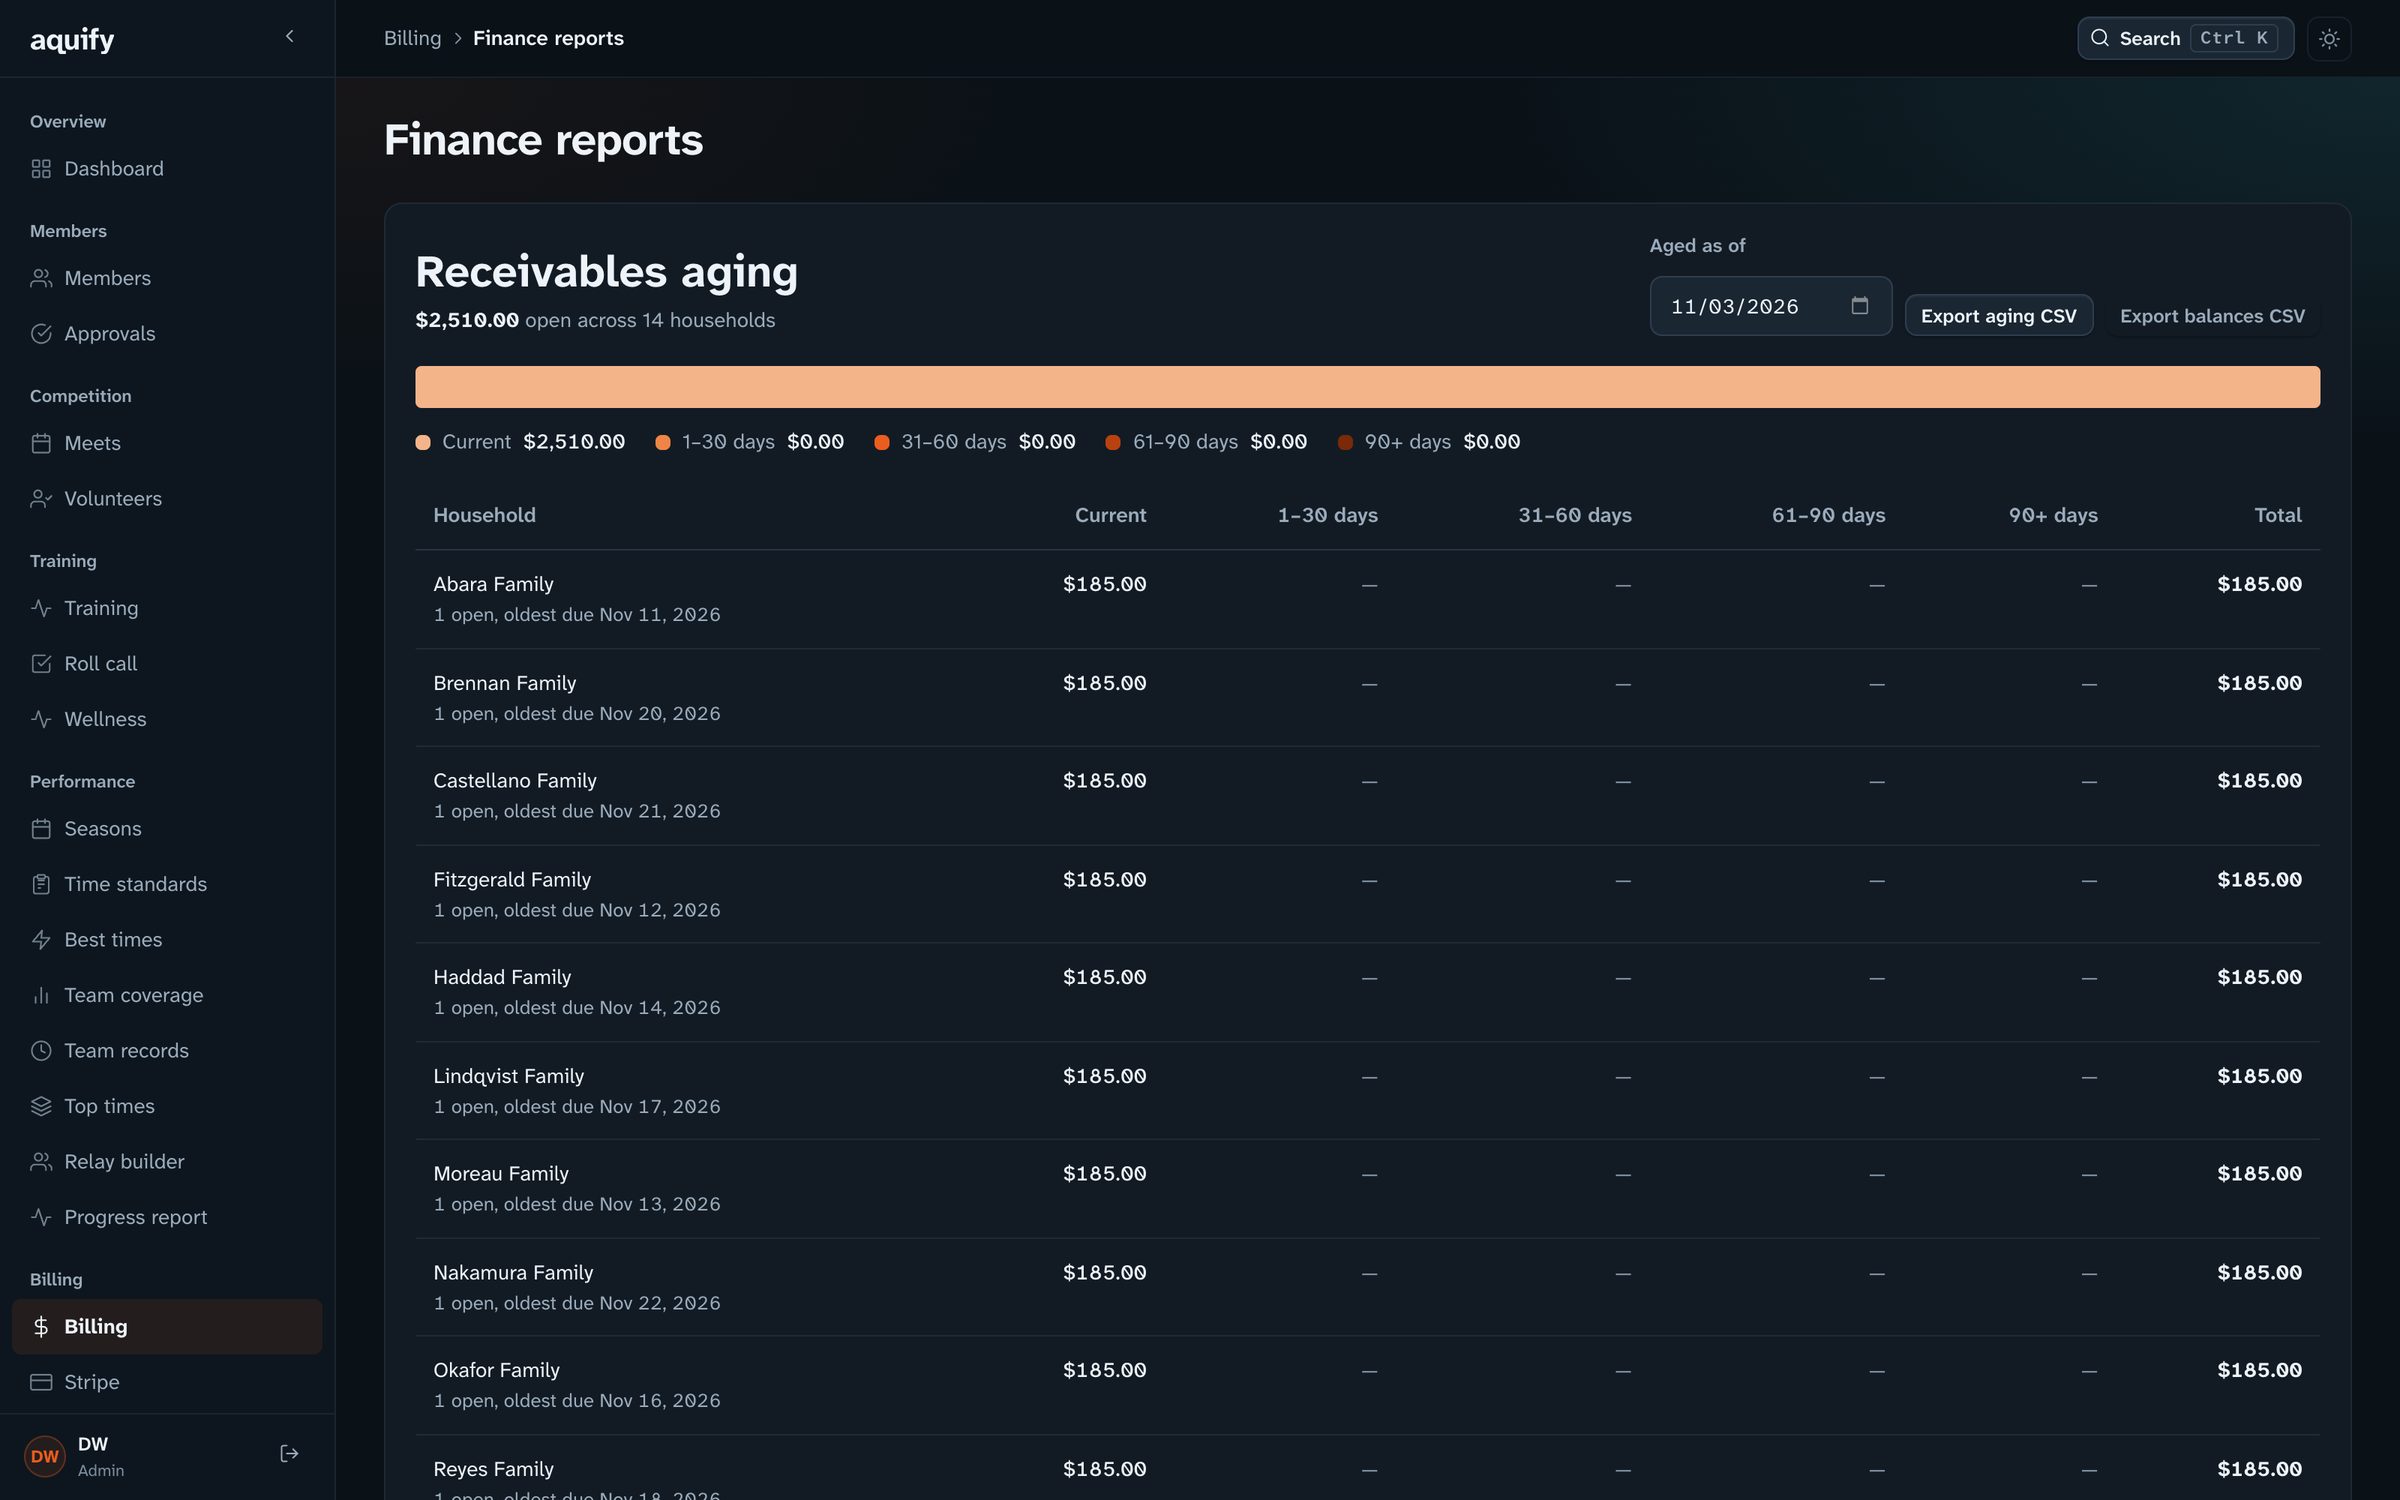 aquify
Overview
Dashboard
Members
Members
Approvals
Competition
Meets
Volunteers
Training
Training
Roll call
Wellness
Performance
Seasons
Time standards
Best times
Team coverage
Team records
Top times
Relay builder
Progress report
Billing
Billing
Stripe
DW
DW
Admin
Billing > Finance reports
Search Ctrl K
Finance reports
Receivables aging
$2,510.00 open across 14 households
Aged as of
11/03/2026
Export aging CSV
Export balances CSV
Current $2,510.00 1–30 days $0.00 31–60 days $0.00 61–90 days $0.00 90+ days $0.00
Household Current 1–30 days 31–60 days 61–90 days 90+ days Total
Abara Family $185.00 — — — — $185.00
1 open, oldest due Nov 11, 2026
Brennan Family $185.00 — — — — $185.00
1 open, oldest due Nov 20, 2026
Castellano Family $185.00 — — — — $185.00
1 open, oldest due Nov 21, 2026
Fitzgerald Family $185.00 — — — — $185.00
1 open, oldest due Nov 12, 2026
Haddad Family $185.00 — — — — $185.00
1 open, oldest due Nov 14, 2026
Lindqvist Family $185.00 — — — — $185.00
1 open, oldest due Nov 17, 2026
Moreau Family $185.00 — — — — $185.00
1 open, oldest due Nov 13, 2026
Nakamura Family $185.00 — — — — $185.00
1 open, oldest due Nov 22, 2026
Okafor Family $185.00 — — — — $185.00
1 open, oldest due Nov 16, 2026
Reyes Family $185.00 — — — — $185.00
1 open, oldest due Nov 18, 2026